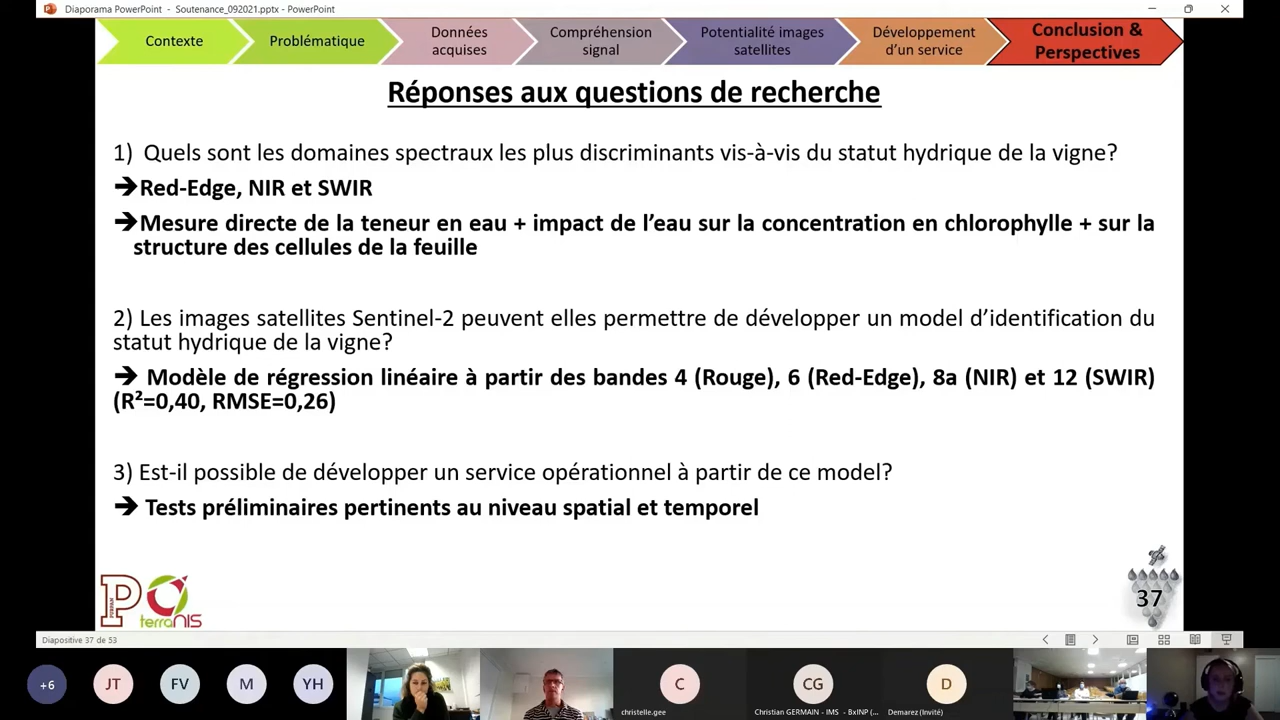 Diaporama PowerPoint - Soutenance_092021.pptx - PowerPoint
Contexte
Problématique
Données
acquises
Compréhension
signal
Potentialité images
satellites
Développement
d'un service
Conclusion &
Perspectives
Réponses aux questions de recherche
1) Quels sont les domaines spectraux les plus discriminants vis-à-vis du statut hydrique de la vigne?
➔Red-Edge, NIR et SWIR
➔Mesure directe de la teneur en eau + impact de l'eau sur la concentration en chlorophylle + sur la
structure des cellules de la feuille
2) Les images satellites Sentinel-2 peuvent elles permettre de développer un model d'identification du
statut hydrique de la vigne?
➔ Modèle de régression linéaire à partir des bandes 4 (Rouge), 6 (Red-Edge), 8a (NIR) et 12 (SWIR)
(R²=0,40, RMSE=0,26)
3) Est-il possible de développer un service opérationnel à partir de ce model?
➔ Tests préliminaires pertinents au niveau spatial et temporel
P
PURPAN
terraNIS
37
Diapositive 37 de 53
+6
JT
FV
M
YH
C
christelle.gee
CG
Christian GERMAIN - IMS - BxINP (...
D
Demarez (Invité)